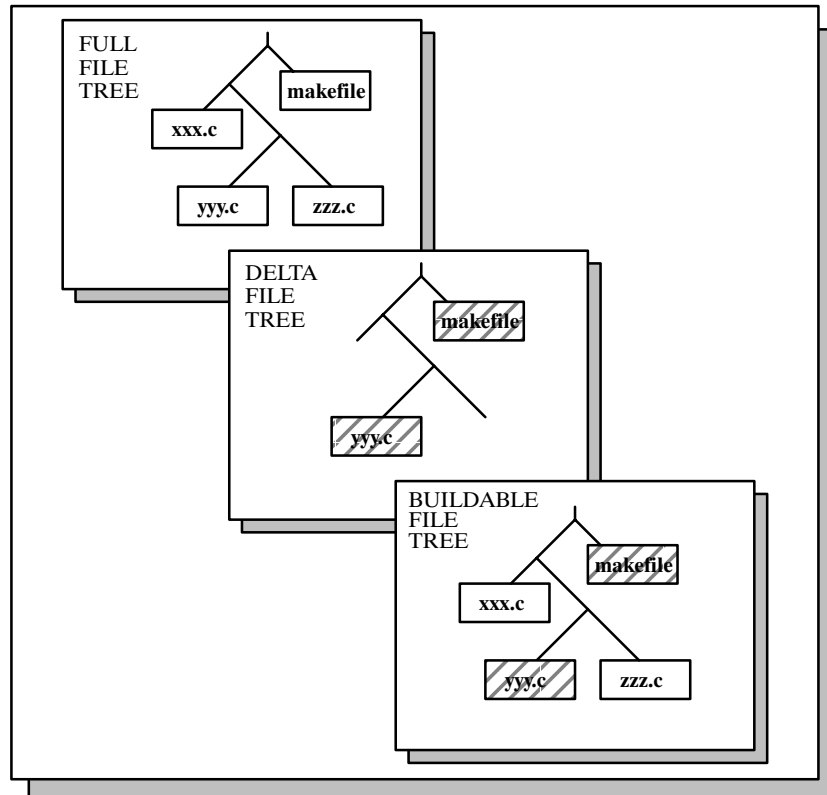 FULL
FILE
TREE
makefile
xxx.c
yyy.c
zzz.c
DELTA
FILE
TREE
makefile
yyy.c
BUILDABLE
FILE
TREE
makefile
xxx.c
yyy.c
zzz.c